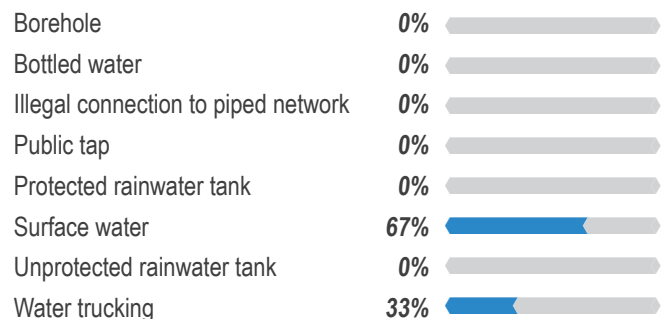 Borehole 0%
Bottled water 0%
Illegal connection to piped network 0%
Public tap 0%
Protected rainwater tank 0%
Surface water 67%
Unprotected rainwater tank 0%
Water trucking 33%